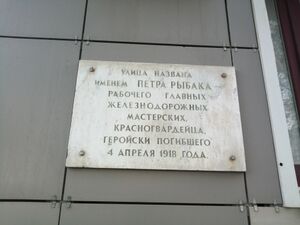 УЛИЦА НАЗВАНА
ИМЕНЕМ ПЕТРА РЫБАКА —
РАБОЧЕГО ГЛАВНЫХ
ЖЕЛЕЗНОДОРОЖНЫХ
МАСТЕРСКИХ,
КРАСНОГВАРДЕЙЦА,
ГЕРОЙСКИ ПОГИБШЕГО
4 АПРЕЛЯ 1918 ГОДА.